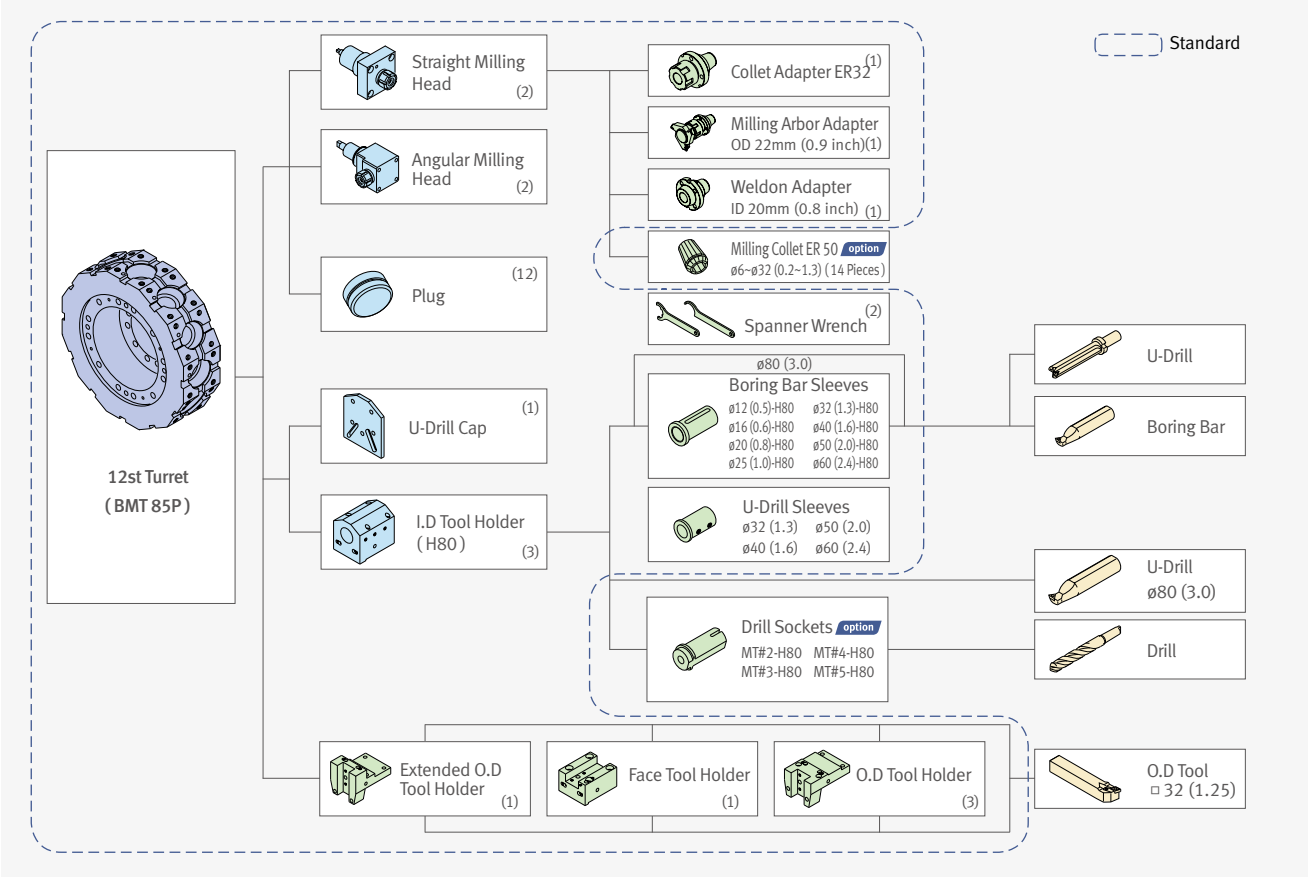 Standard
Straight Milling
Head
(2)
Collet Adapter ER32
(1)
Milling Arbor Adapter
OD 22mm (0.9 inch)(1)
Angular Milling
Head
(2)
Weldon Adapter
ID 20mm (0.8 inch) (1)
Milling Collet ER 50 option
ø6~ø32 (0.2~1.3) ( 14 Pieces )
Plug
(12)
Spanner Wrench
(2)
ø80 (3.0)
Boring Bar Sleeves
ø12 (0.5)-H80 ø32 (1.3)-H80
ø16 (0.6)-H80 ø40 (1.6)-H80
ø20 (0.8)-H80 ø50 (2.0)-H80
ø25 (1.0)-H80 ø60 (2.4)-H80
U-Drill
Boring Bar
U-Drill Cap
(1)
12st Turret
( BMT 85P )
I.D Tool Holder
( H80 )
(3)
U-Drill Sleeves
ø32 (1.3) ø50 (2.0)
ø40 (1.6) ø60 (2.4)
U-Drill
ø80 (3.0)
Drill Sockets option
MT#2-H80 MT#4-H80
MT#3-H80 MT#5-H80
Drill
Extended O.D
Tool Holder
(1)
Face Tool Holder
(1)
O.D Tool Holder
(3)
O.D Tool
□ 32 (1.25)